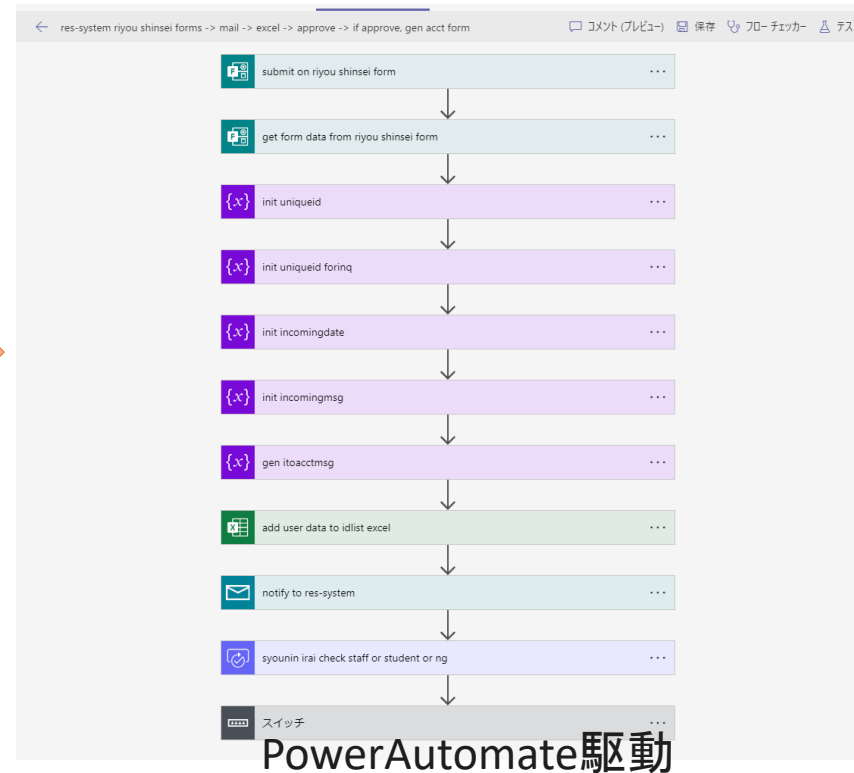 res-system riyou shinsei forms -> mail -> excel -> approve -> if approve, gen acct form コメント (プレビュー) 保存 フロー チェッカー テス
submit on riyou shinsei form
get form data from riyou shinsei form
{x} init uniqueid
{x} init uniqueid forinq
{x} init incomingdate
{x} init incomingmsg
{x} gen itoacctmsg
add user data to idlist excel
notify to res-system
syounin irai check staff or student or ng
スイッチ
PowerAutomate駆動